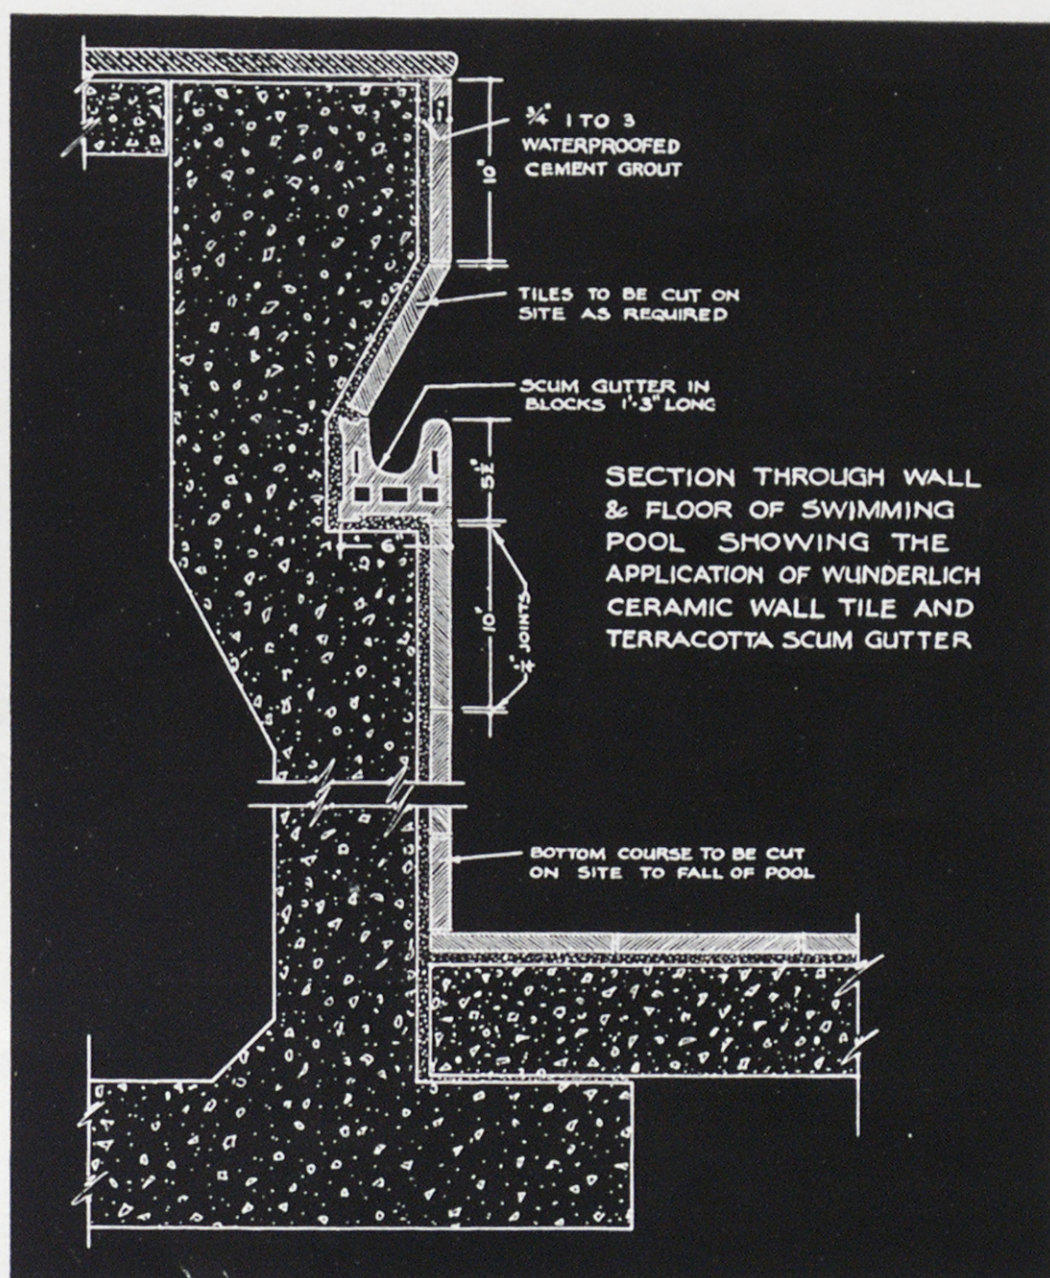 ¾" 1 TO 3
WATERPROOFED
CEMENT GROUT
10"
TILES TO BE CUT ON
SITE AS REQUIRED
SCUM GUTTER IN
BLOCKS 1'-3" LONG
5½"
SECTION THROUGH WALL
& FLOOR OF SWIMMING
POOL SHOWING THE
APPLICATION OF WUNDERLICH
CERAMIC WALL TILE AND
TERRACOTTA SCUM GUTTER
6"
10"
¼" JOINTS
BOTTOM COURSE TO BE CUT
ON SITE TO FALL OF POOL